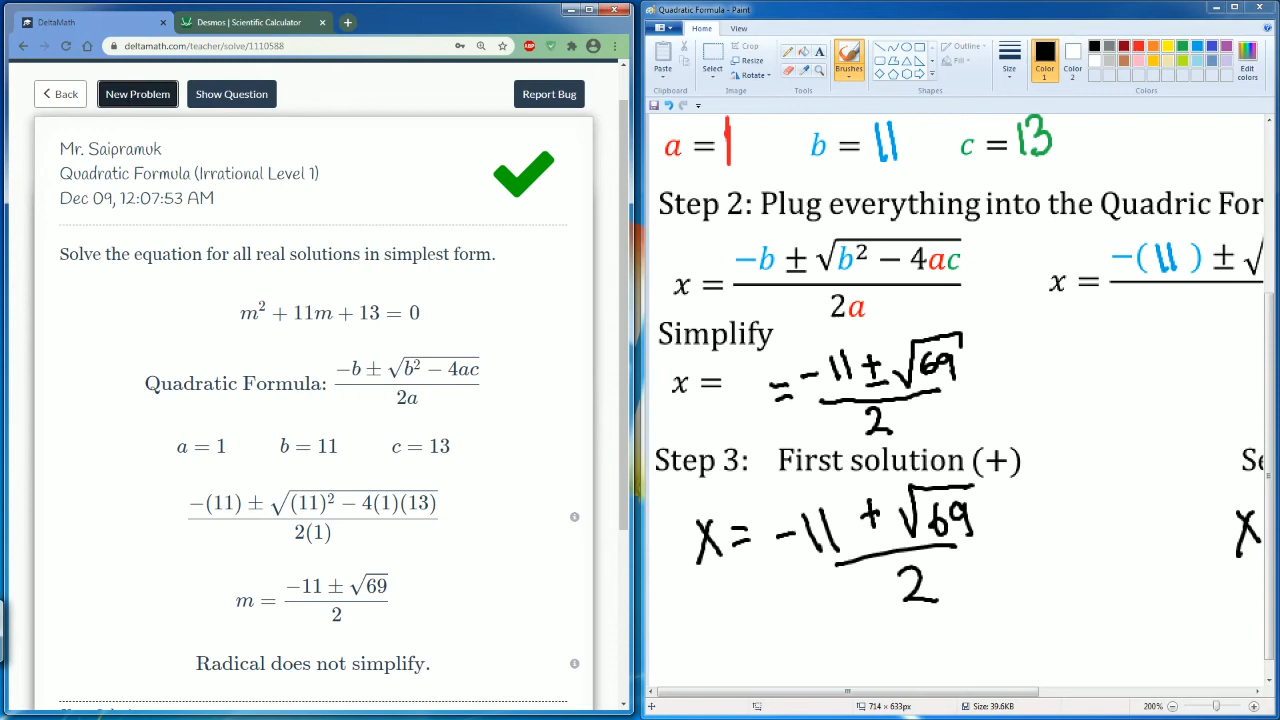 DeltaMath
Desmos | Scientific Calculator
deltamath.com/teacher/solve/1110588
ABP
Back
New Problem
Show Question
Report Bug
Mr. Saipramuk
Quadratic Formula (Irrational Level 1)
Dec 09, 12:07:53 AM
Solve the equation for all real solutions in simplest form.
m² + 11m + 13 = 0
Quadratic Formula: (−b ± √(b² − 4ac)) / 2a
a = 1 b = 11 c = 13
(−(11) ± √((11)² − 4(1)(13))) / 2(1)
m = (−11 ± √69) / 2
Radical does not simplify.
Quadratic Formula - Paint
Home View
Paste
Select
Crop
Resize
Rotate
Brushes
Size
Outline
Fill
Color 1
Color 2
Edit colors
Clipboard Image Tools Shapes Colors
a = 1 b = 11 c = 13
Step 2: Plug everything into the Quadric For
x = (−b ± √(b² − 4ac)) / 2a
x = −(11) ± √
Simplify
x = = (−11 ± √69) / 2
Step 3: First solution (+)
x = (−11 + √69) / 2
x
714 × 633px
Size: 39.6KB
200%